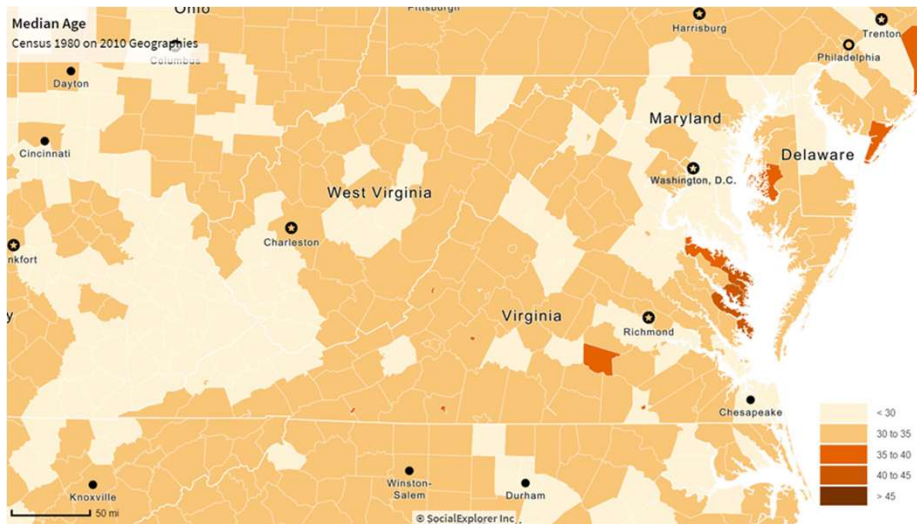 Median Age
Census 1980 on 2010 Geographies
Ohio
Pittsburgh
Harrisburg
Trenton
Philadelphia
Columbus
Dayton
Maryland
Cincinnati
Delaware
Washington, D.C.
West Virginia
Charleston
nkfort
y
Virginia
Richmond
Chesapeake
< 30
30 to 35
35 to 40
40 to 45
> 45
Knoxville
Winston-
Salem
Durham
50 mi
© SocialExplorer Inc